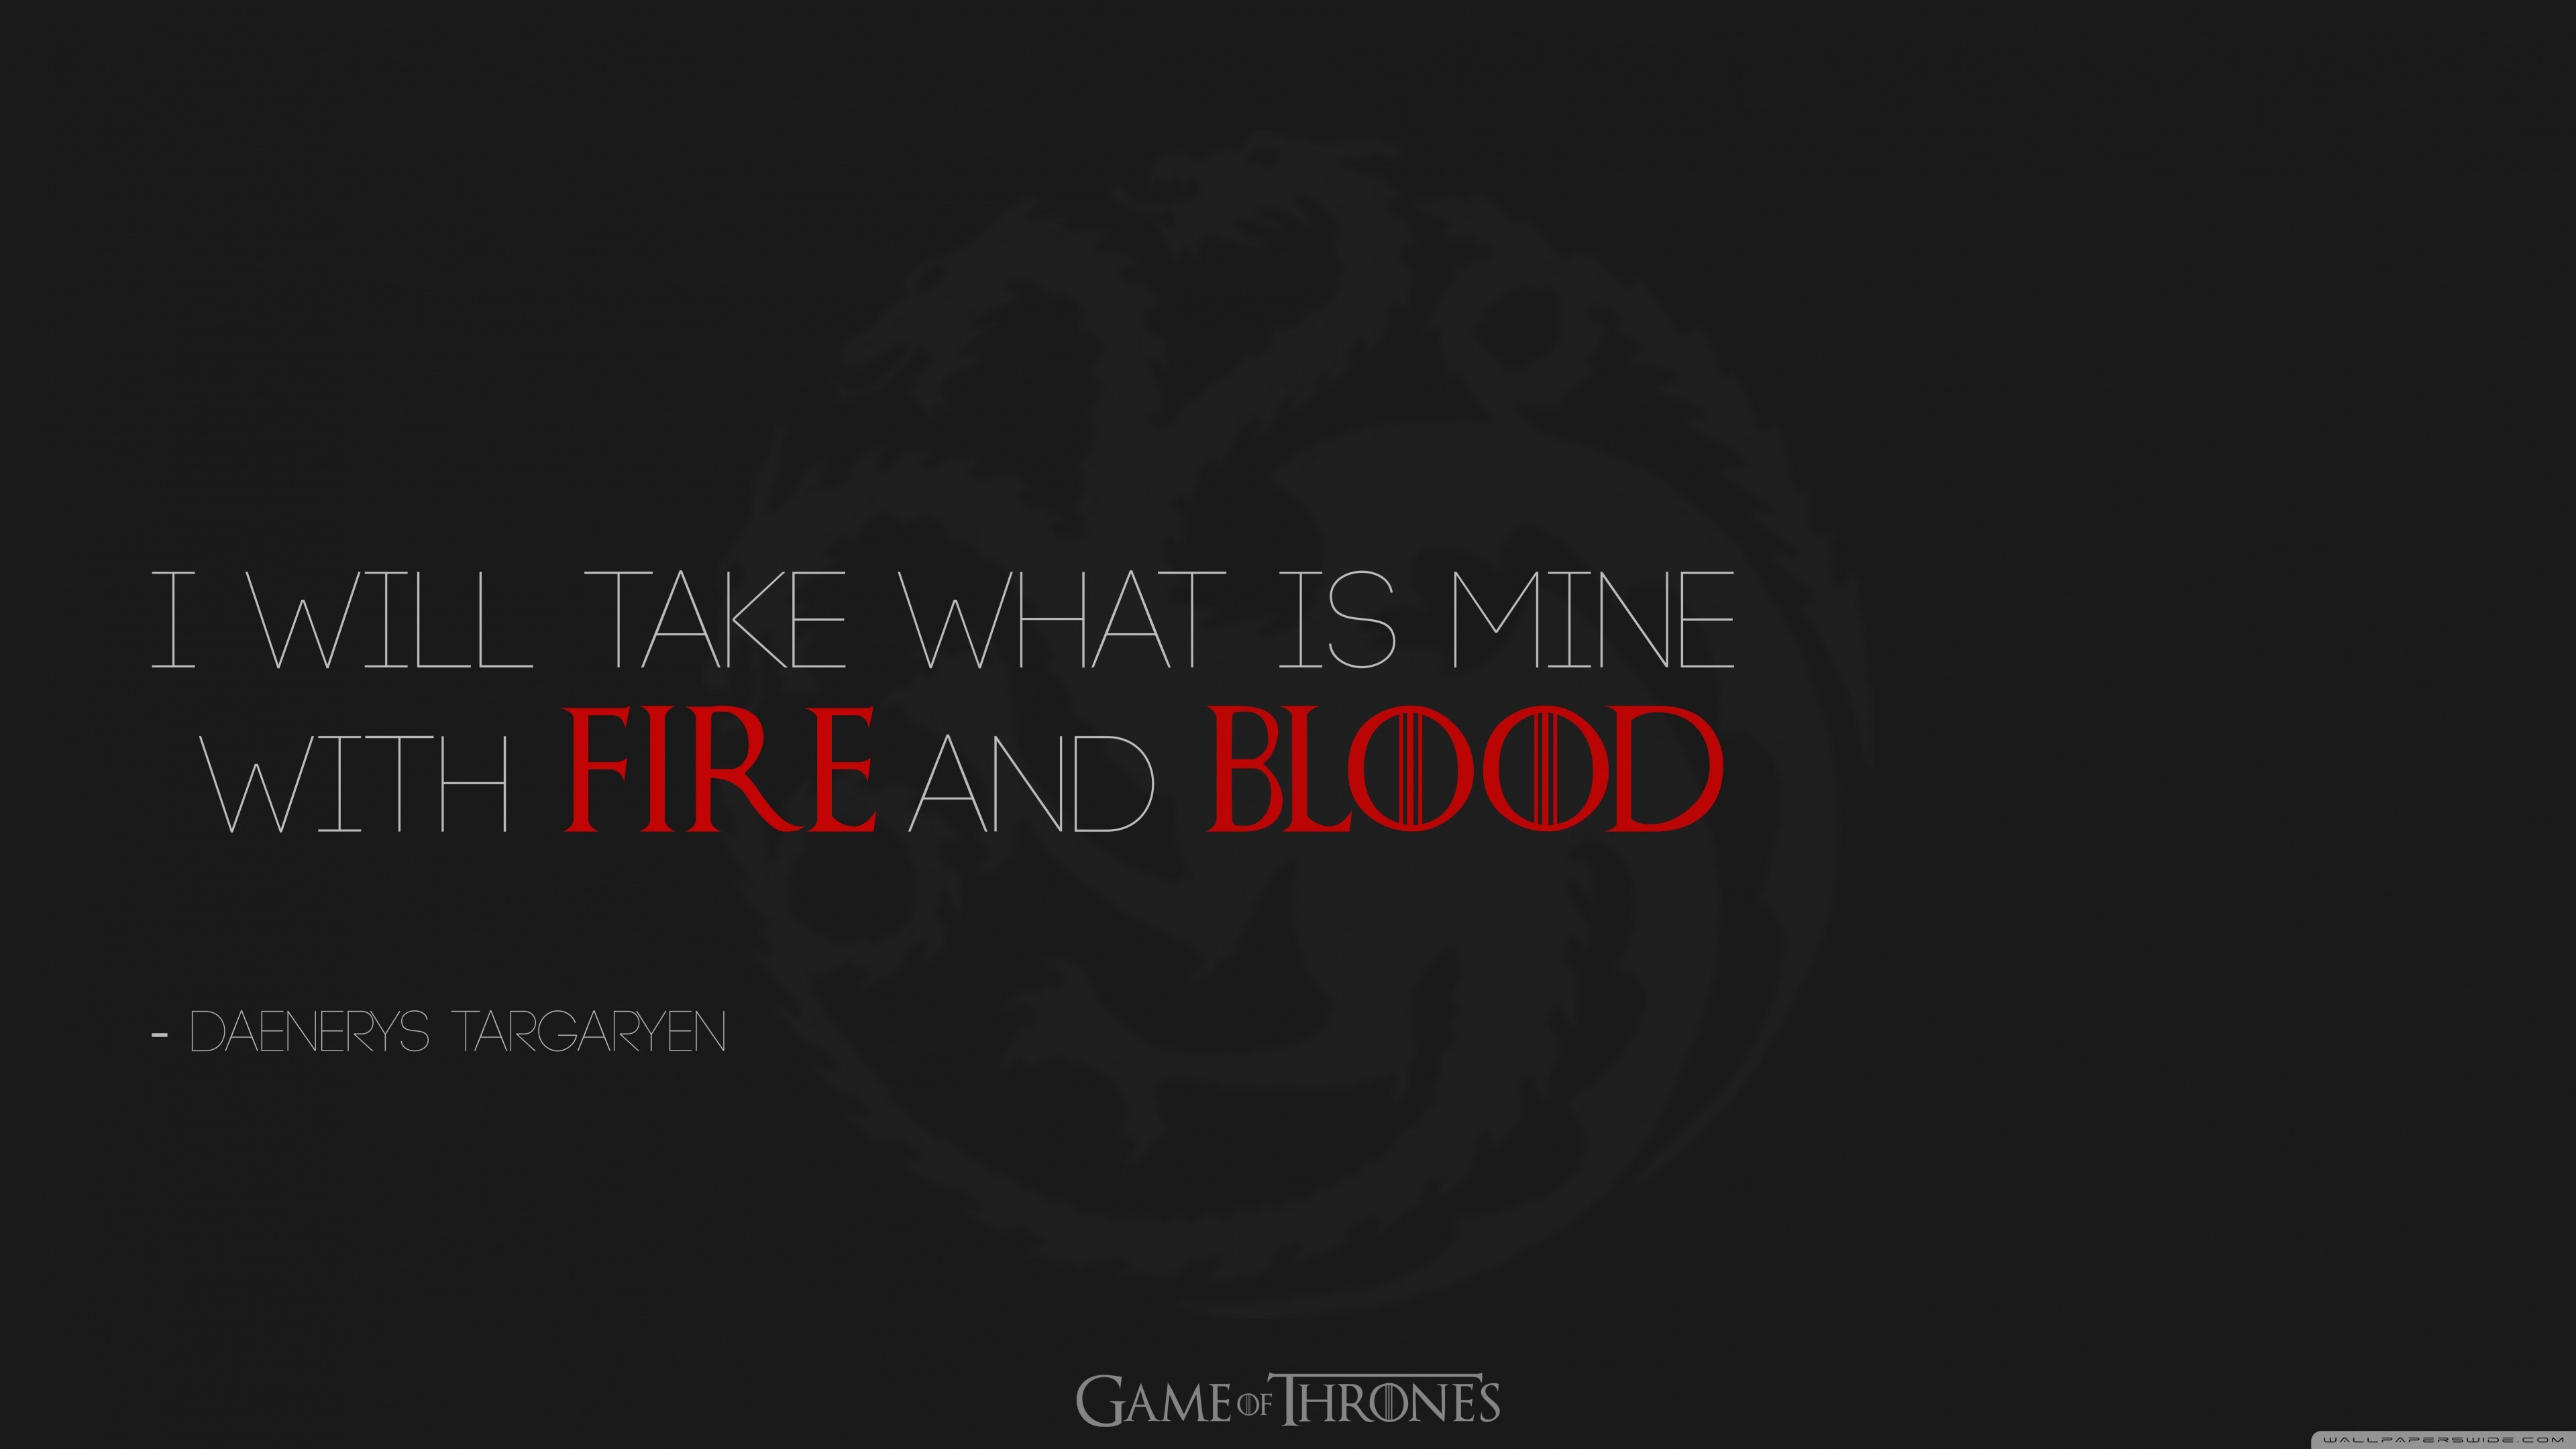 I WILL TAKE WHAT IS MINE
WITH FIRE AND BLOOD
- DAENERYS TARGARYEN
GAME OF THRONES
WALLPAPERSWIDE.COM